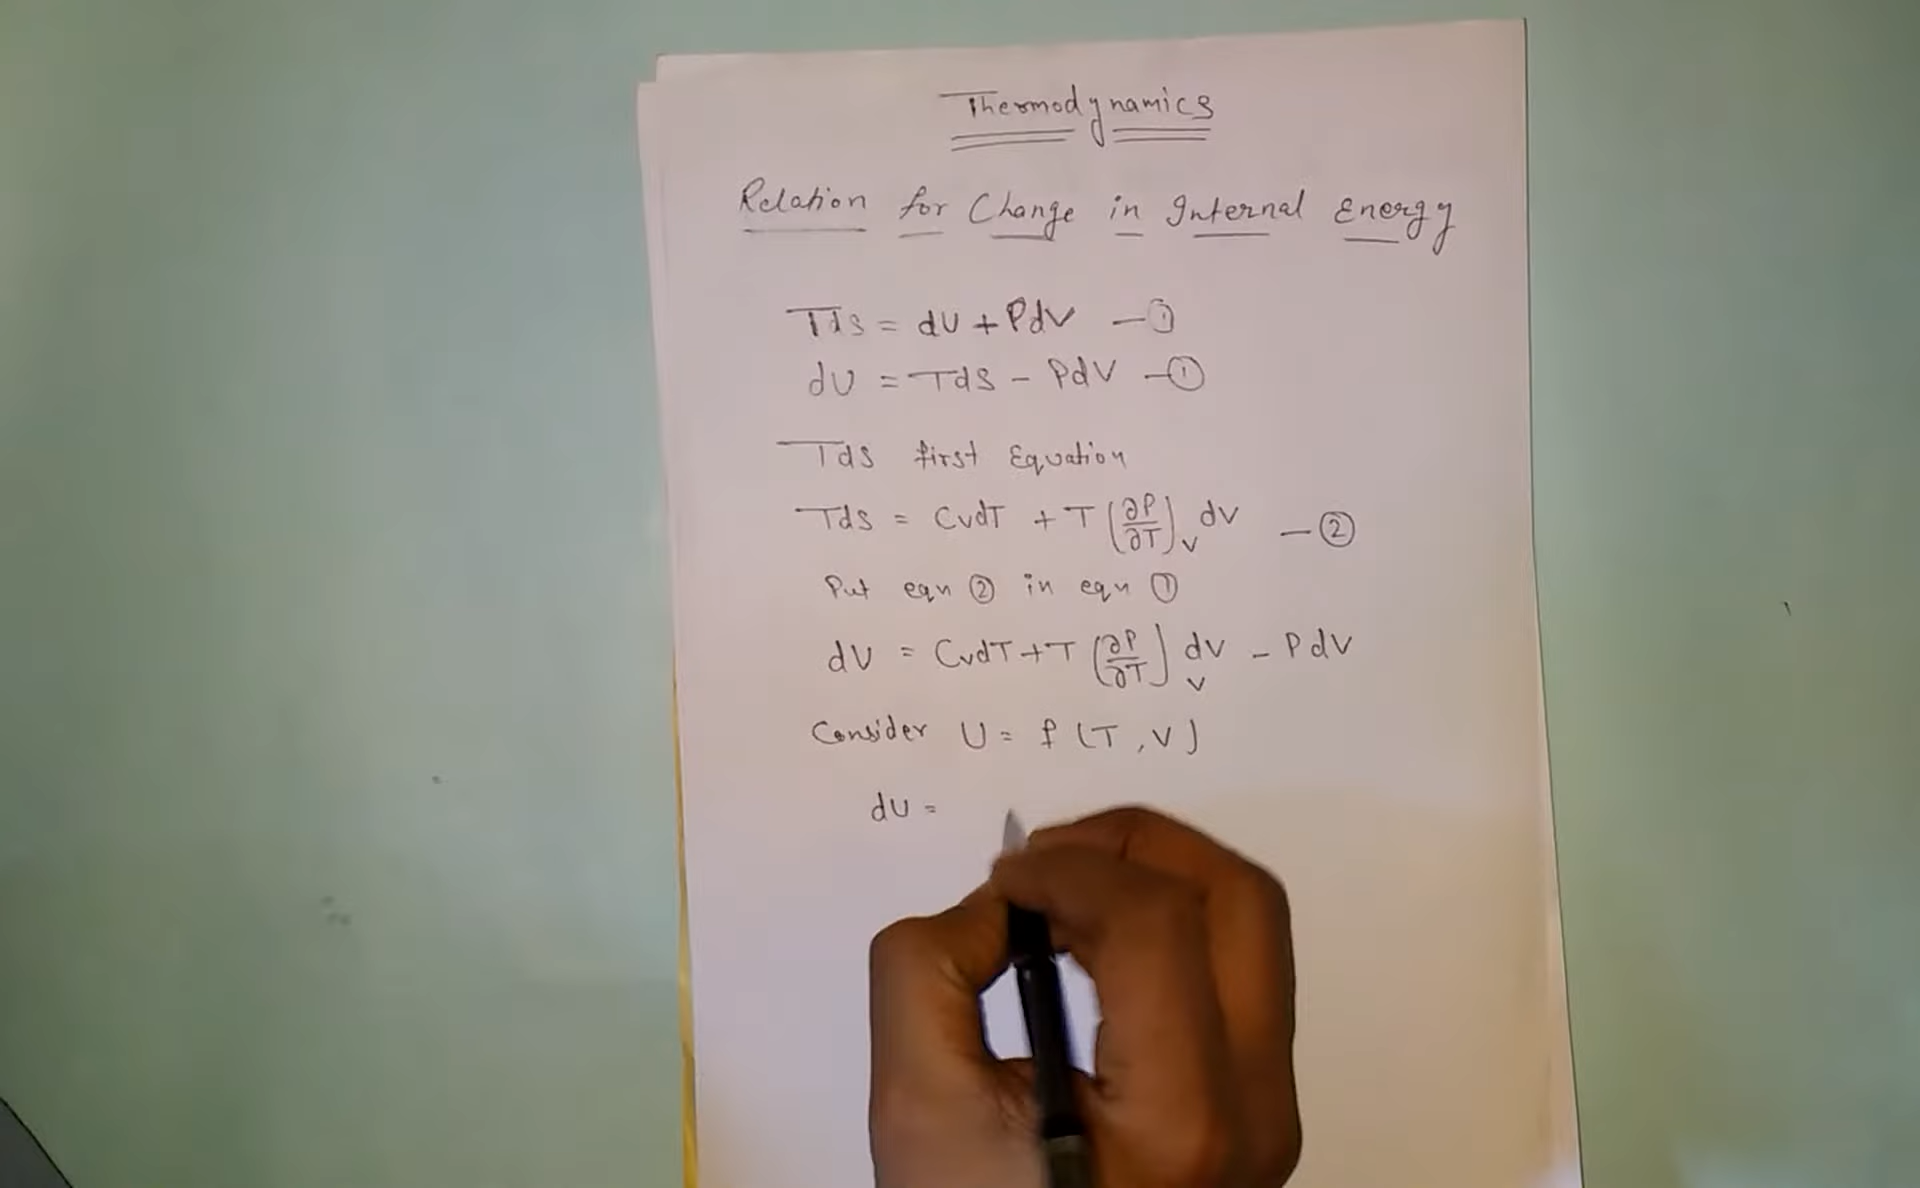 Thermodynamics
Relation for Change in Internal Energy
Tds = dU + PdV — ①
dU = TdS - PdV — ①
Tds first Equation
Tds = CvdT + T (∂P/∂T)v dV — ②
Put eqn ② in eqn ①
dU = CvdT + T (∂P/∂T)v dV - PdV
Consider U = f (T, V)
dU =